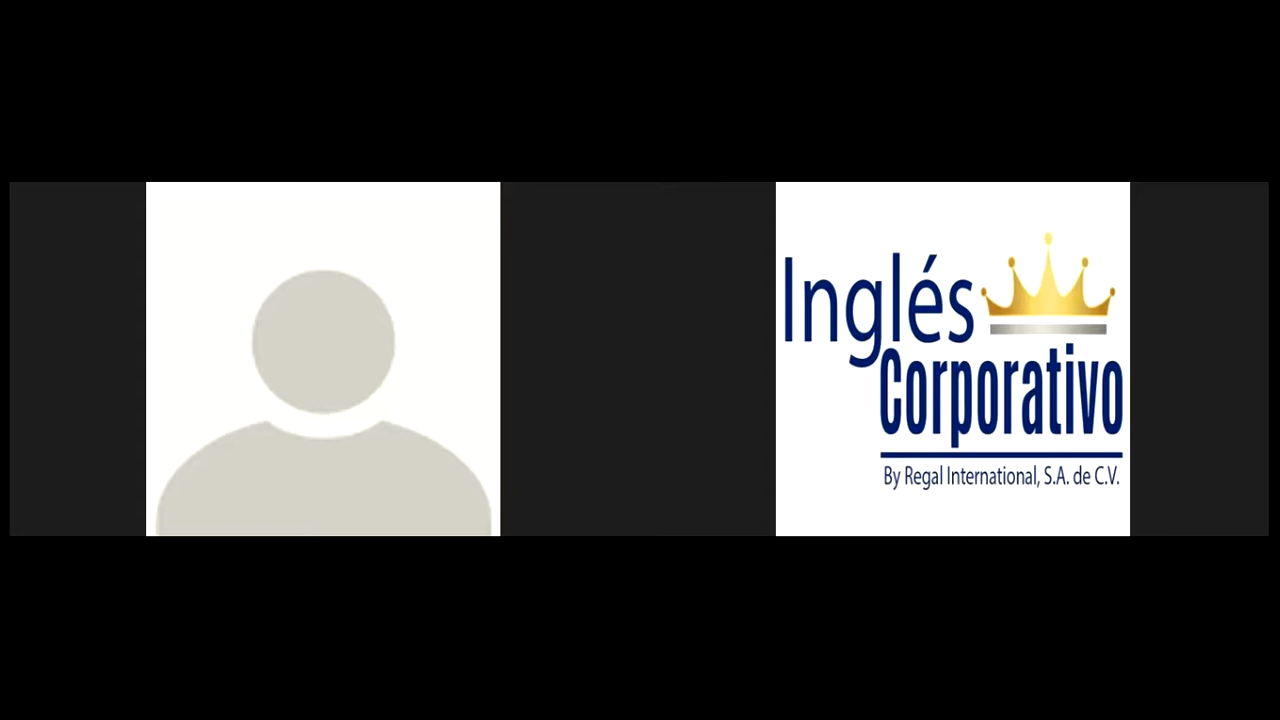 Inglés
Corporativo
By Regal International, S.A. de C.V.